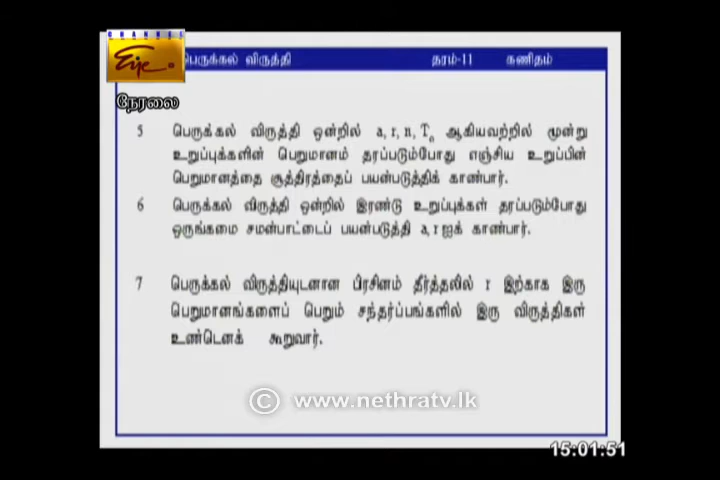 CHANNEL
Eye
பெருக்கல் விருத்தி தரம்-11 கணிதம்
நேரலை
5 பெருக்கல் விருத்தி ஒன்றில் a, r, n, Tn ஆகியவற்றில் மூன்று
உறுப்புக்களின் பெறுமானம் தரப்படும்போது எஞ்சிய உறுப்பின்
பெறுமானத்தை சூத்திரத்தைப் பயன்படுத்திக் காண்பார்.
6 பெருக்கல் விருத்தி ஒன்றில் இரண்டு உறுப்புக்கள் தரப்படும்போது
ஒருங்கமை சமன்பாட்டைப் பயன்படுத்தி a, r ஐக் காண்பார்.
7 பெருக்கல் விருத்தியுடனான பிரசினம் தீர்த்தலில் r இற்காக இரு
பெறுமானங்களைப் பெறும் சந்தர்ப்பங்களில் இரு விருத்திகள்
உண்டெனக் கூறுவார்.
© www.nethratv.lk
15:01:51